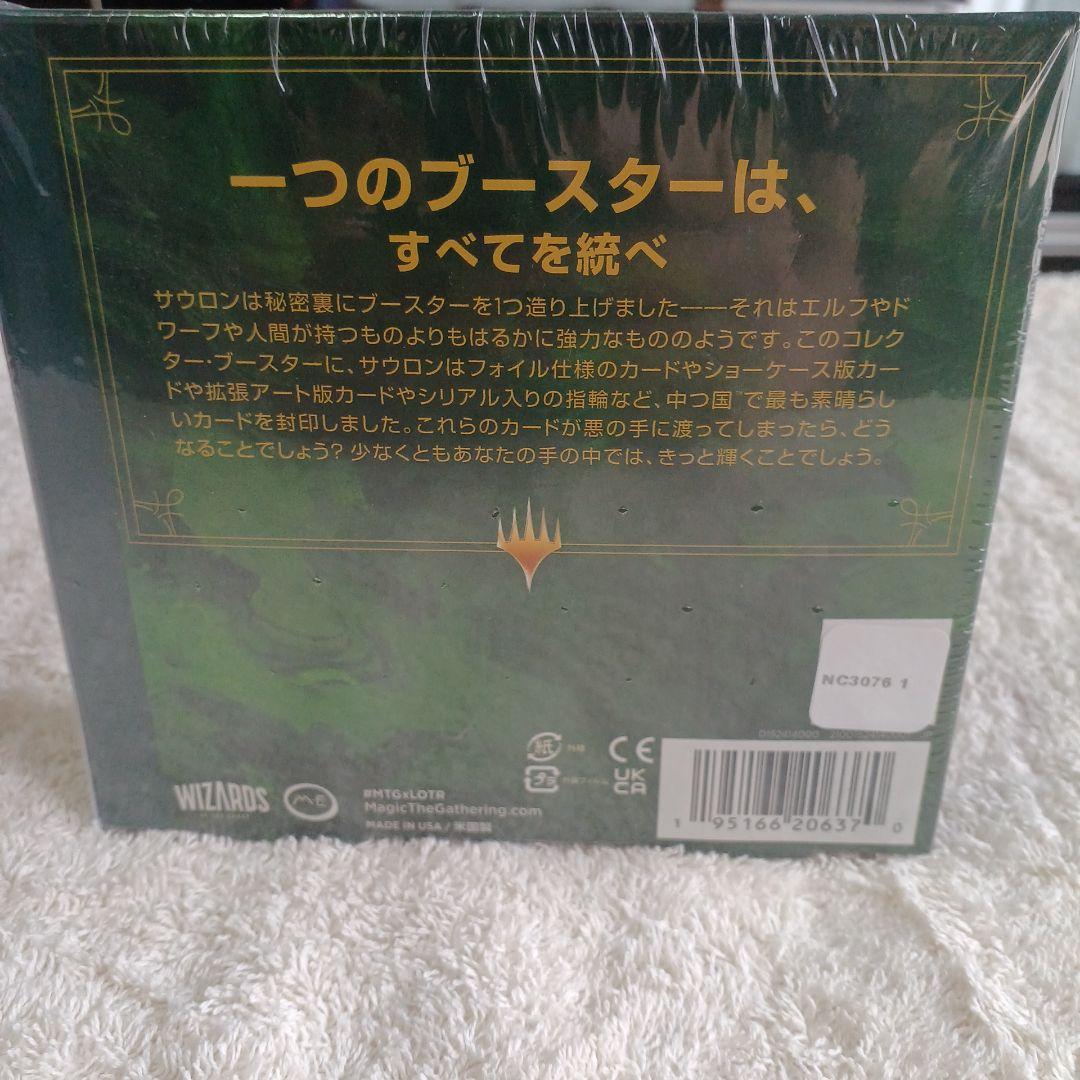 一つのブースターは、
すべてを統べ
サウロンは秘密裏にブースターを1つ造り上げました――それはエルフやド
ワーフや人間が持つものよりもはるかに強力なもののようです。このコレク
ター・ブースターに、サウロンはフォイル仕様のカードやショーケース版カー
ドや拡張アート版カードやシリアル入りの指輪など、中つ国 で最も素晴らし
いカードを封印しました。これらのカードが悪の手に渡ってしまったら、どう
なることでしょう? 少なくともあなたの手の中では、きっと輝くことでしょう。
NC3076 1
紙 外箱
CE
プラ 外装フィルム
UK
CA
WIZARDS
ME
#MTGxLOTR
MagicTheGathering.com
MADE IN USA / 米国製
1 95166 20637 0